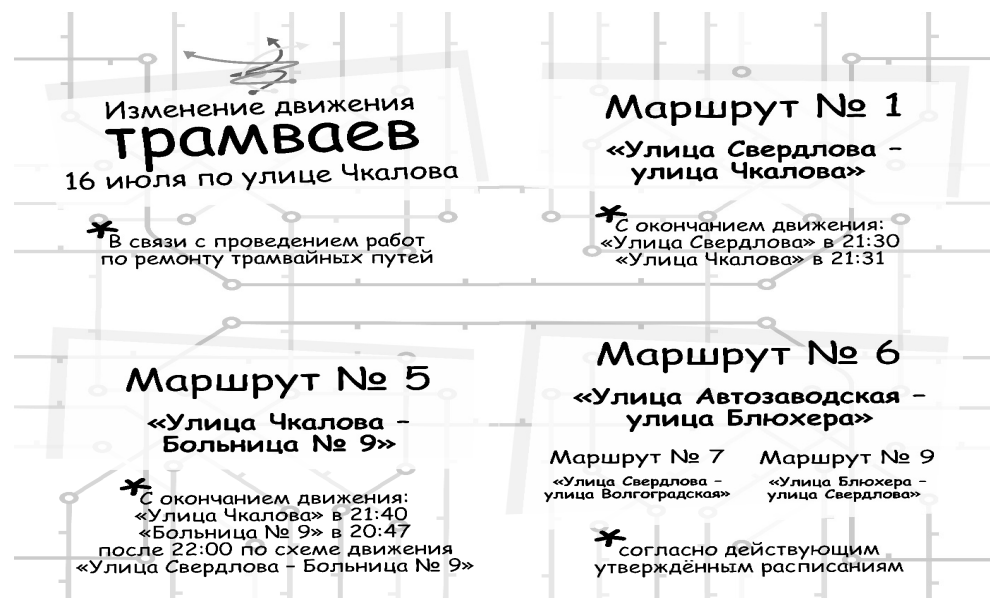 Изменение движения
трамваев
16 июля по улице Чкалова
*
В связи с проведением работ
по ремонту трамвайных путей
Маршрут № 1
«Улица Свердлова –
улица Чкалова»
*
С окончанием движения:
«Улица Свердлова» в 21:30
«Улица Чкалова» в 21:31
Маршрут № 5
«Улица Чкалова –
Больница № 9»
*
С окончанием движения:
«Улица Чкалова» в 21:40
«Больница № 9» в 20:47
после 22:00 по схеме движения
«Улица Свердлова – Больница № 9»
Маршрут № 6
«Улица Автозаводская –
улица Блюхера»
Маршрут № 7
«Улица Свердлова –
улица Волгоградская»
Маршрут № 9
«Улица Блюхера –
улица Свердлова»
*
согласно действующим
утверждённым расписаниям